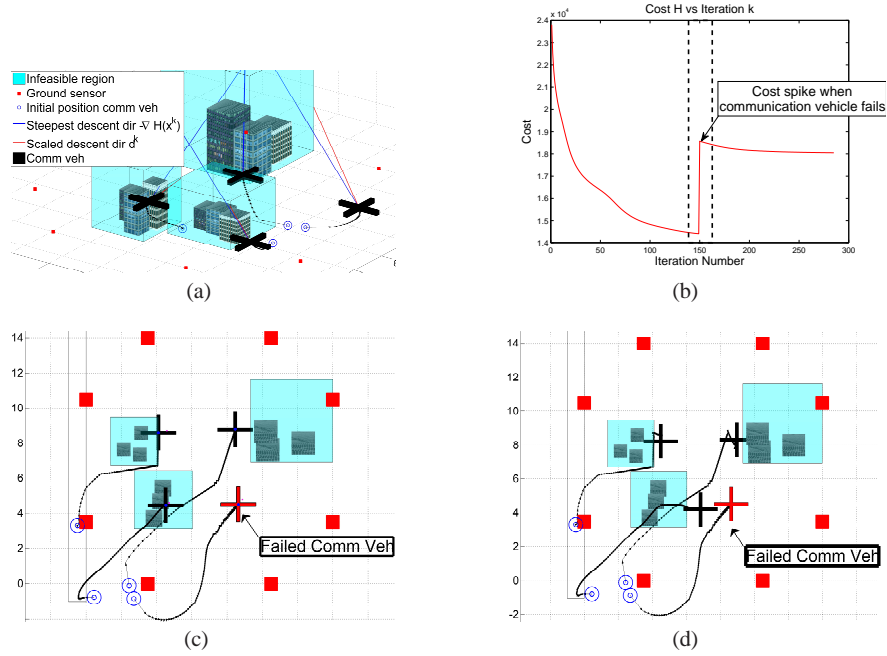 Infeasible region
Ground sensor
Initial position comm veh
Steepest descent dir -∇ H(x^k)
Scaled descent dir d^k
Comm veh
(a)
Cost H vs Iteration k
x 10^4
2.4
2.3
2.2
2.1
2
1.9
1.8
1.7
1.6
1.5
1.4
Cost
0 50 100 150 200 250 300
Iteration Number
Cost spike when
communication vehicle fails
(b)
14
12
10
8
6
4
2
0
Failed Comm Veh
(c)
14
12
10
8
6
4
2
0
-2
Failed Comm Veh
(d)